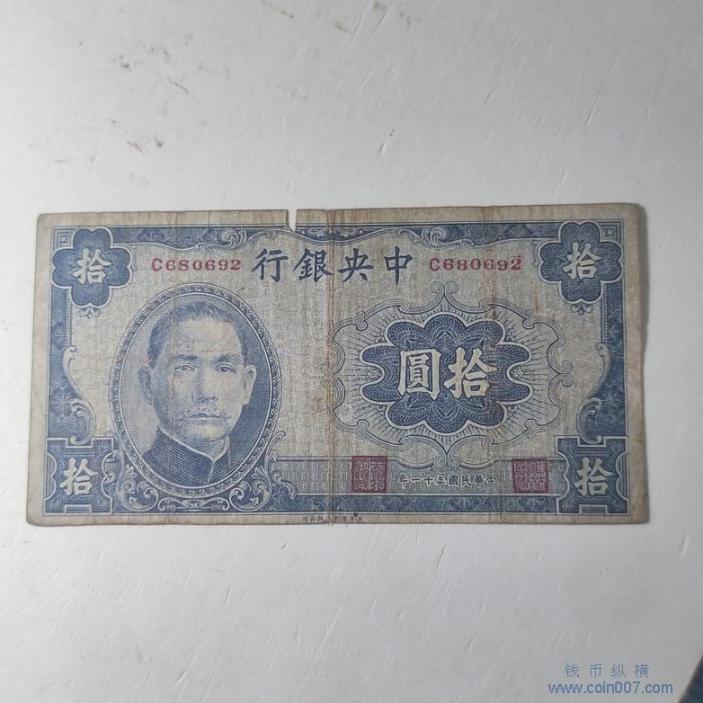 拾 C680692 中央銀行 C680692 拾
拾圓
拾 中華民國三十一年 拾
钱币纵横
www.coin007.com